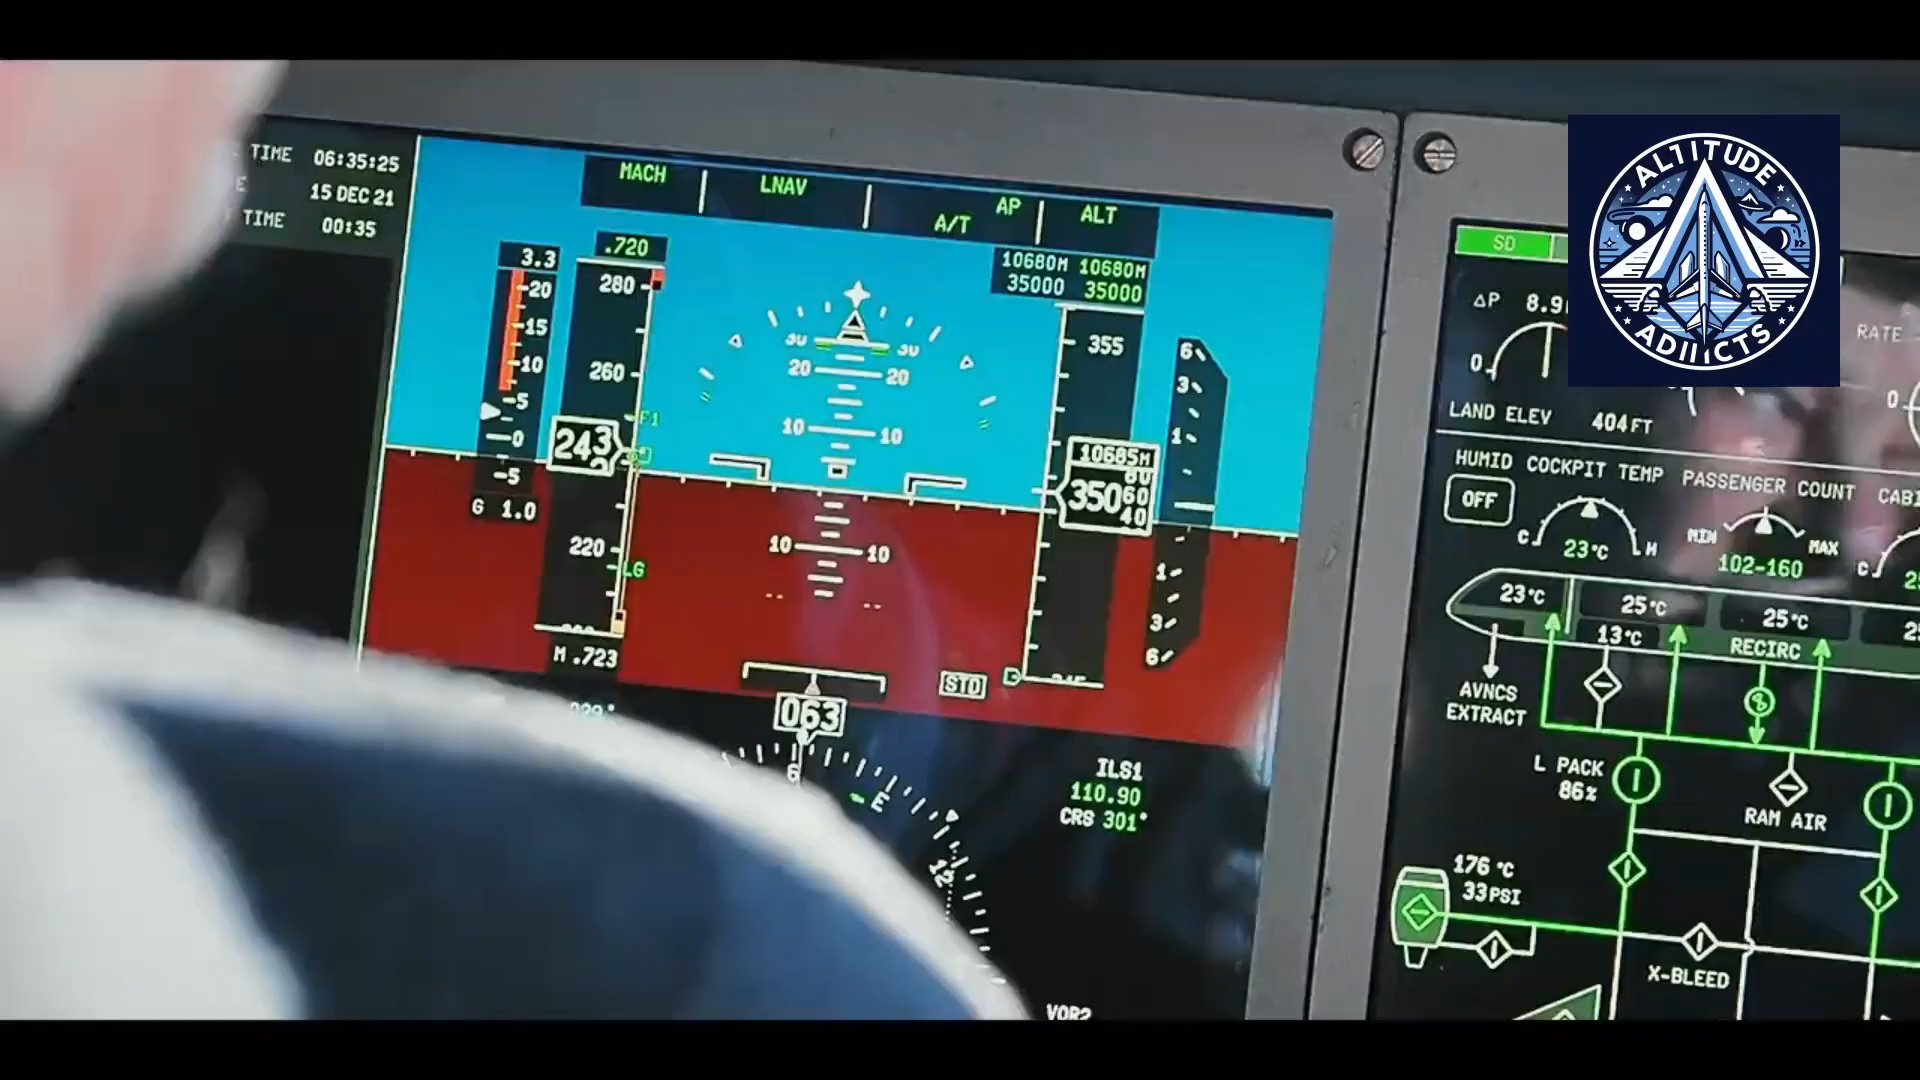 TIME 06:35:25
15 DEC 21
TIME 00:35
MACH
LNAV
A/T
AP
ALT
3.3
.720
10680M 10680M
35000 35000
20
15
10
5
0
-5
G 1.0
280
260
243
220
M .723
F1
LG
30 30
20 20
10 10
10 10
355
10685M
350
80
60
40
6
3
1
1
3
6
STD
063
6
E
12
ILS1
110.90
CRS 301°
VOR2
SD
ΔP 8.9
0
LAND ELEV 404FT
RATE
0
HUMID COCKPIT TEMP PASSENGER COUNT
OFF
C H
23°C
MIN MAX
102-160
C
23°C 25°C 25°C
13°C
RECIRC
AVNCS
EXTRACT
L PACK
86%
RAM AIR
176°C
33PSI
X-BLEED
ALTITUDE
ADIICTS